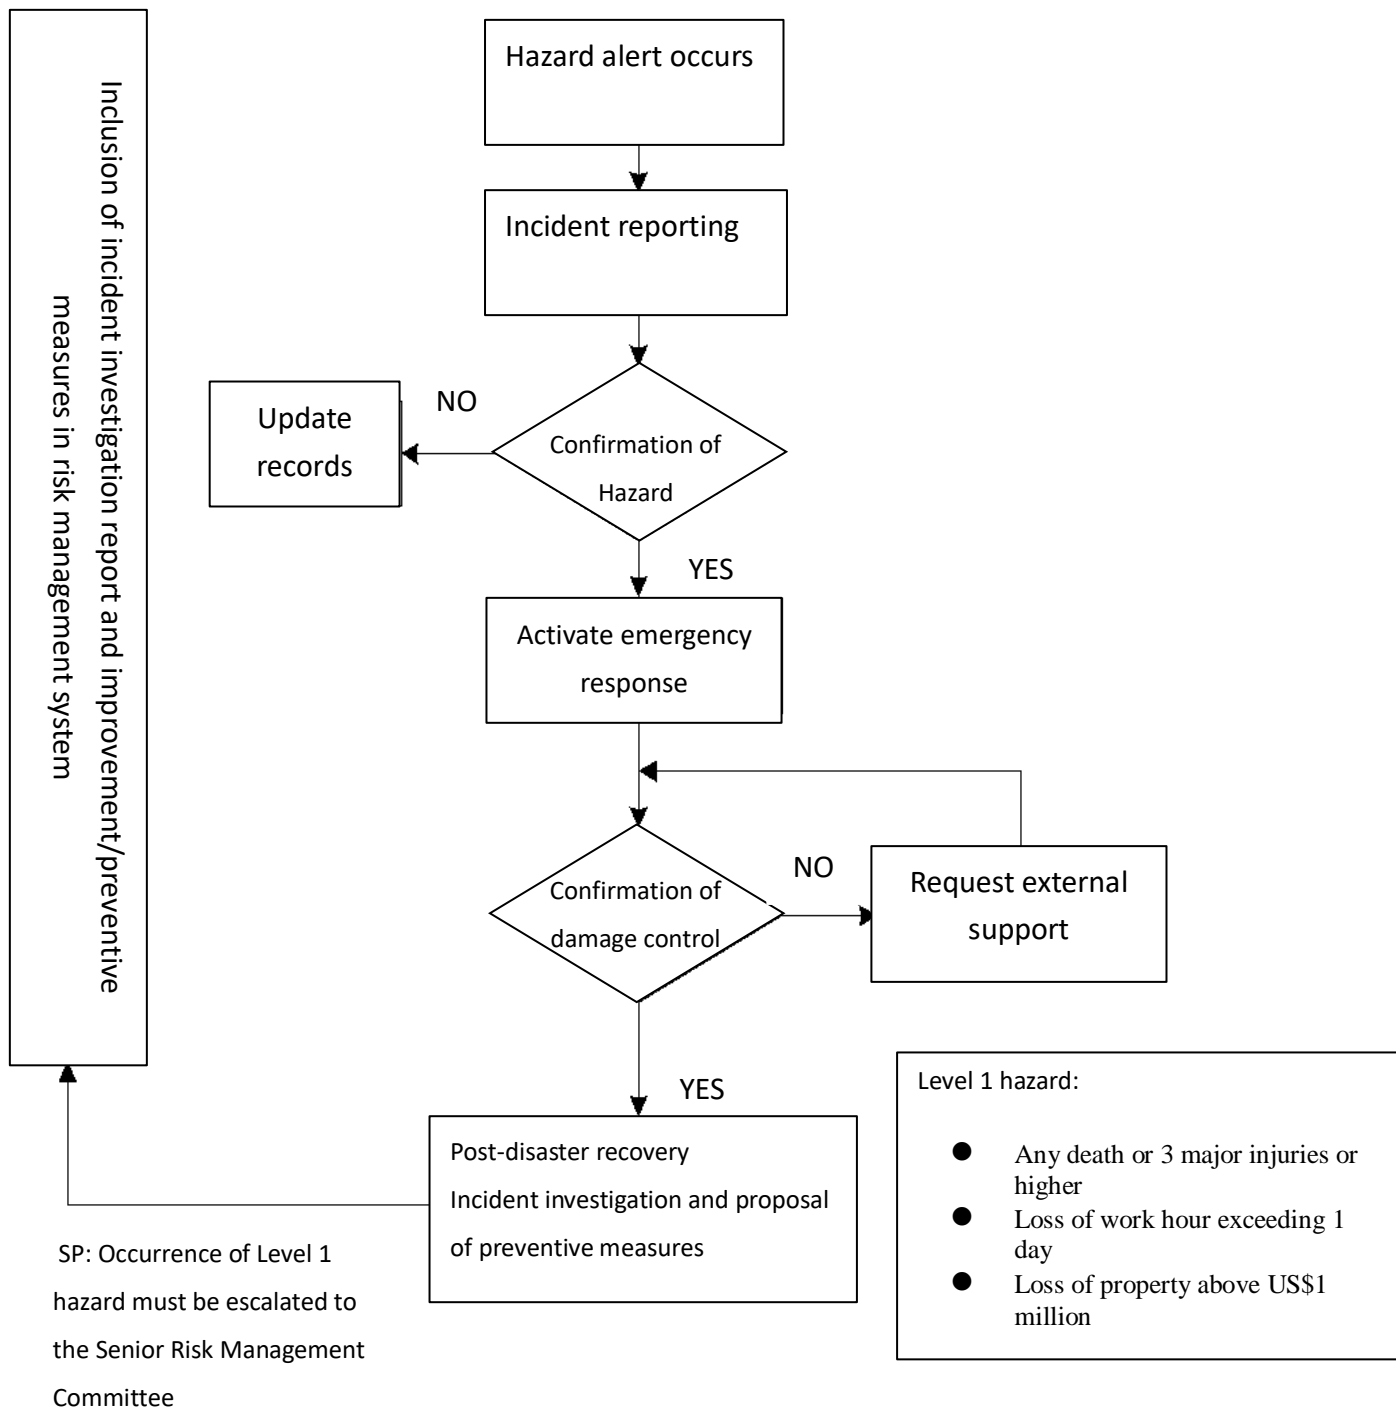 Hazard alert occurs
Incident reporting
Inclusion of incident investigation report and improvement/preventive
measures in risk management system
NO
Update
records
Confirmation of
Hazard
YES
Activate emergency
response
Confirmation of
damage control
NO
Request external
support
YES
Post-disaster recovery
Incident investigation and proposal
of preventive measures
Level 1 hazard:
● Any death or 3 major injuries or
higher
● Loss of work hour exceeding 1
day
● Loss of property above US$1
million
SP: Occurrence of Level 1
hazard must be escalated to
the Senior Risk Management
Committee